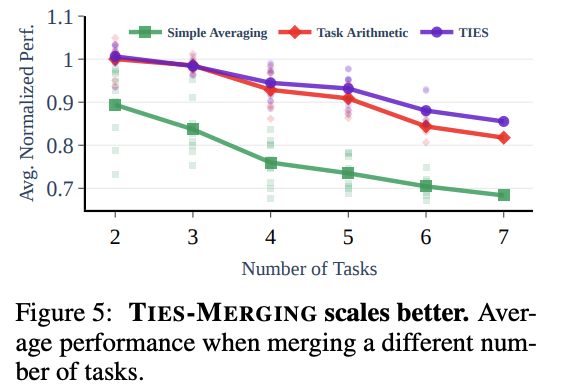 1.1
Simple Averaging Task Arithmetic TIES
1
0.9
0.8
0.7
Avg. Normalized Perf.
2 3 4 5 6 7
Number of Tasks
Figure 5: TIES-MERGING scales better. Aver-
age performance when merging a different num-
ber of tasks.